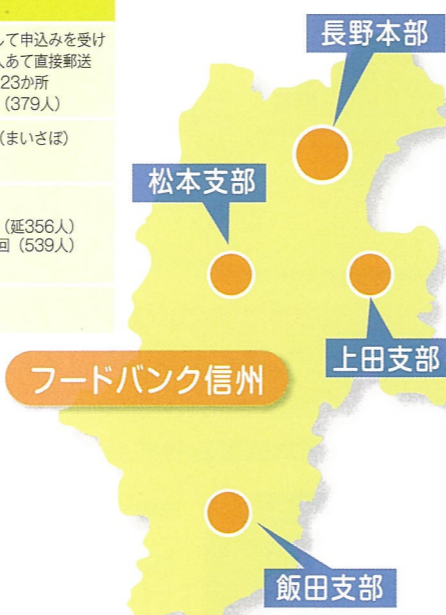 して申込みを受け
人あて直接郵送
23か所
（379人）
（まいさぽ）
（延356人）
回（539人）
長野本部
松本支部
上田支部
フードバンク信州
飯田支部